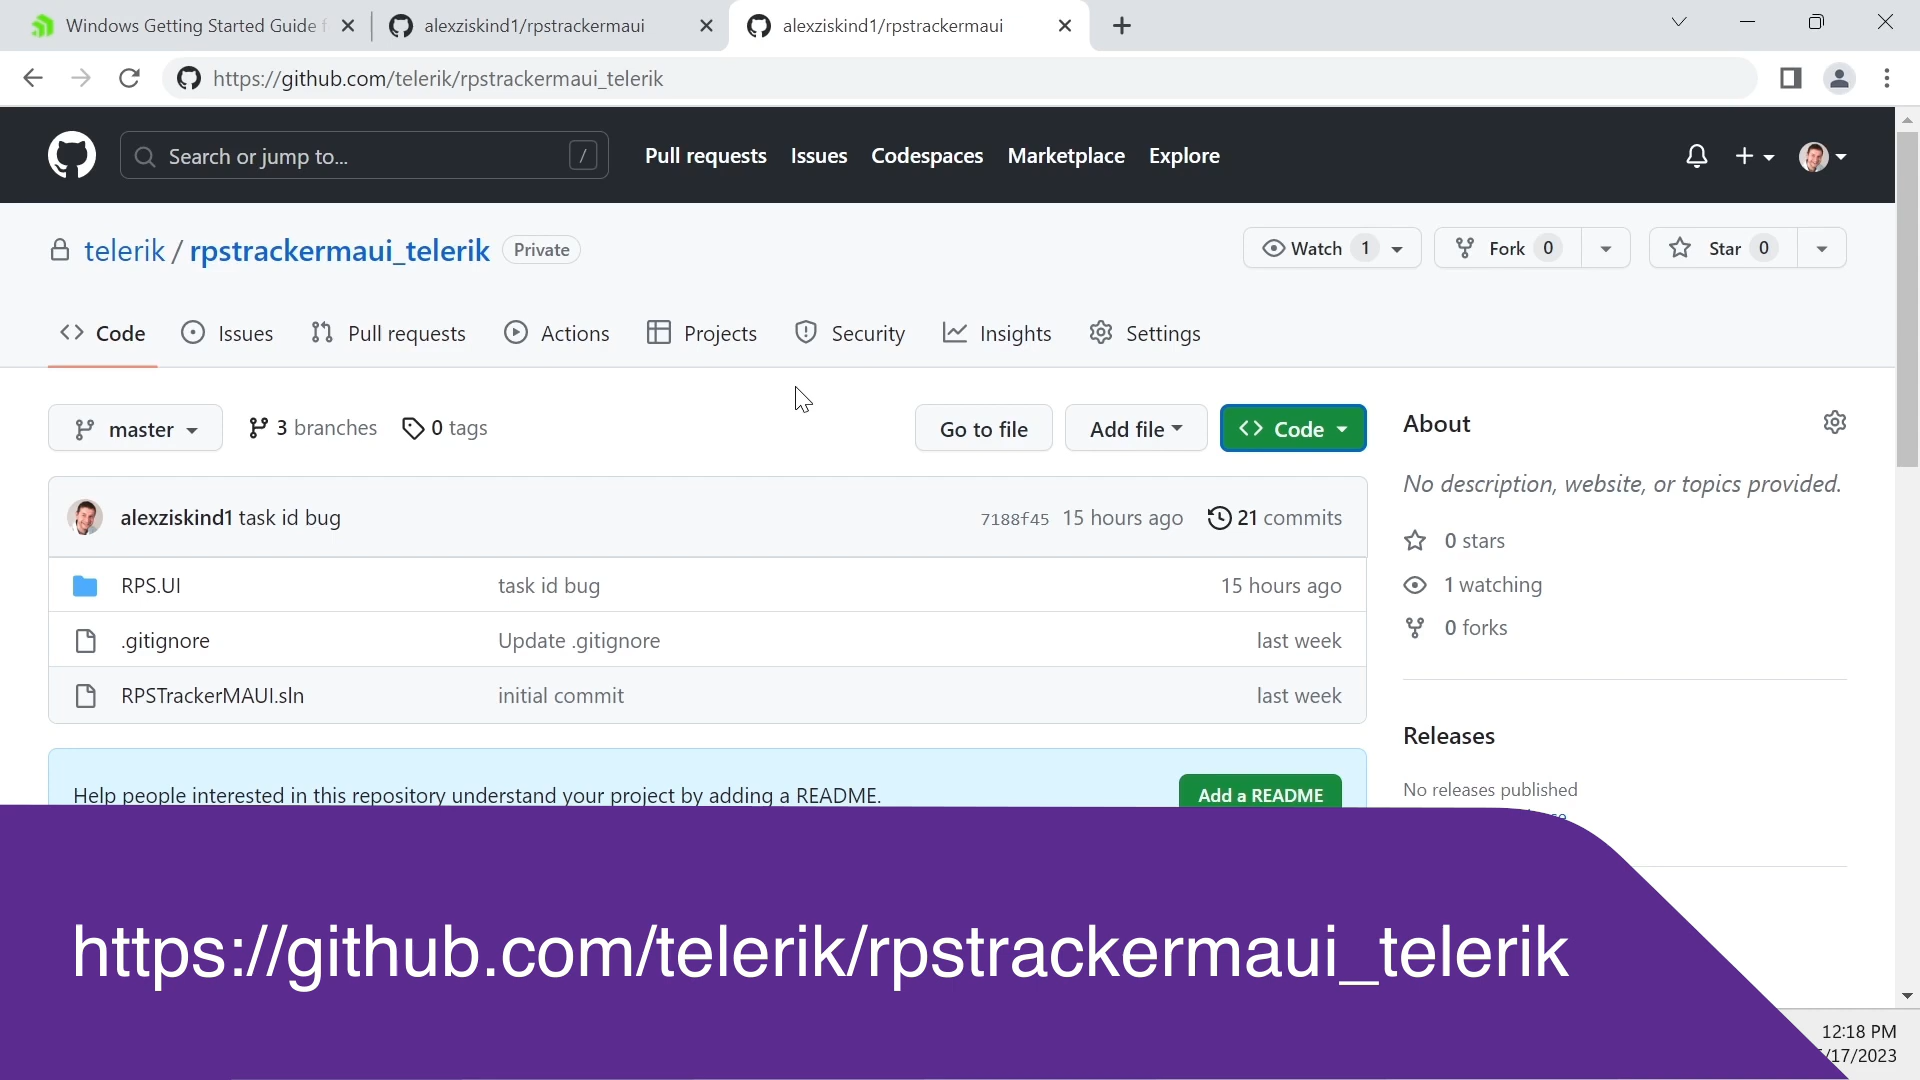 Windows Getting Started Guide
alexziskind1/rpstrackermaui
alexziskind1/rpstrackermaui
https://github.com/telerik/rpstrackermaui_telerik
Search or jump to...
/
Pull requests
Issues
Codespaces
Marketplace
Explore
telerik / rpstrackermaui_telerik
Private
Watch 1
Fork 0
Star 0
Code
Issues
Pull requests
Actions
Projects
Security
Insights
Settings
master
3 branches
0 tags
Go to file
Add file
Code
About
No description, website, or topics provided.
alexziskind1 task id bug
7188f45 15 hours ago
21 commits
0 stars
RPS.UI
task id bug
15 hours ago
1 watching
.gitignore
Update .gitignore
last week
0 forks
RPSTrackerMAUI.sln
initial commit
last week
Releases
Help people interested in this repository understand your project by adding a README.
Add a README
No releases published
https://github.com/telerik/rpstrackermaui_telerik
12:18 PM
/17/2023